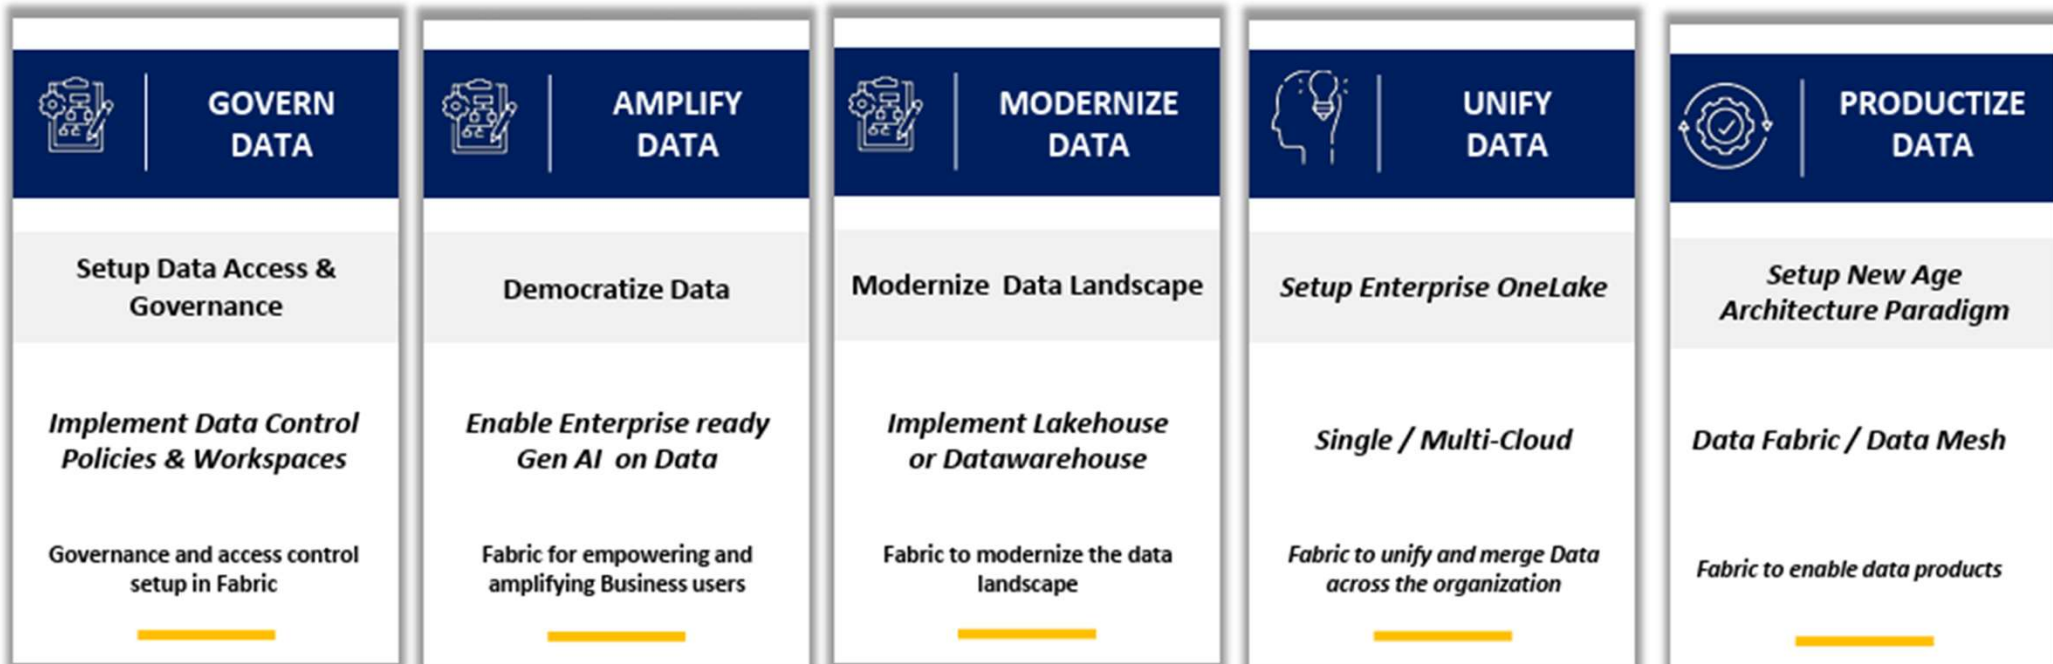 GOVERN
DATA
Setup Data Access &
Governance
Implement Data Control
Policies & Workspaces
Governance and access control
setup in Fabric
AMPLIFY
DATA
Democratize Data
Enable Enterprise ready
Gen AI on Data
Fabric for empowering and
amplifying Business users
MODERNIZE
DATA
Modernize Data Landscape
Implement Lakehouse
or Datawarehouse
Fabric to modernize the data
landscape
UNIFY
DATA
Setup Enterprise OneLake
Single / Multi-Cloud
Fabric to unify and merge Data
across the organization
PRODUCTIZE
DATA
Setup New Age
Architecture Paradigm
Data Fabric / Data Mesh
Fabric to enable data products